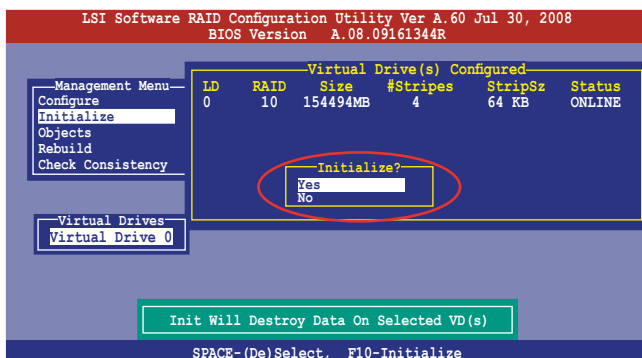 LSI Software RAID Configuration Utility Ver A.60 Jul 30, 2008
BIOS Version A.08.09161344R
Virtual Drive(s) Configured
LD RAID Size #Stripes StripSz Status
0 10 154494MB 4 64 KB ONLINE
Management Menu
Configure
Initialize
Objects
Rebuild
Check Consistency
Initialize?
Yes
No
Virtual Drives
Virtual Drive 0
Init Will Destroy Data On Selected VD(s)
SPACE-(De)Select, F10-Initialize